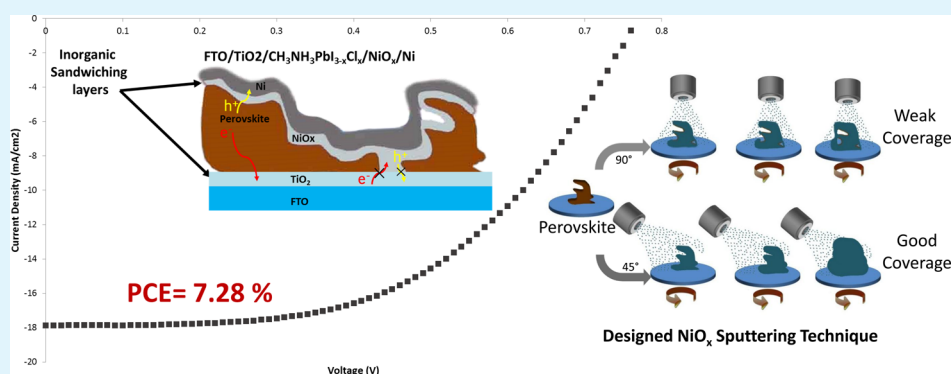 0 0.1 0.2 0.3 0.4 0.5 0.6 0.7 0.8
0
-2
-4
-6
-8
-10
-12
-14
-16
-18
-20
Current Density (mA/cm2)
Voltage (V)
Inorganic
Sandwiching
layers
FTO/TiO2/CH₃NH₃PbI₃₋ₓClₓ/NiOₓ/Ni
Ni
h⁺
Perovskite
e⁻
NiOx
h⁺
e⁻
TiO₂
FTO
PCE= 7.28 %
Weak
Coverage
90°
Perovskite
45°
Good
Coverage
Designed NiOₓ Sputtering Technique